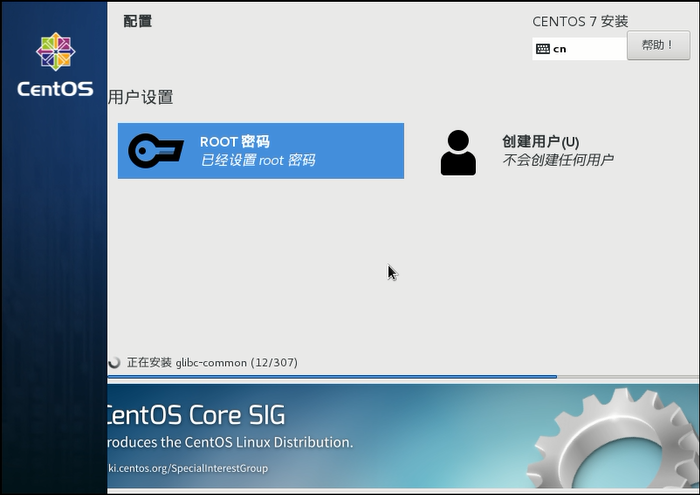 CentOS
配置
CENTOS 7 安装
cn
帮助！
用户设置
ROOT 密码
已经设置 root 密码
创建用户(U)
不会创建任何用户
正在安装 glibc-common (12/307)
CentOS Core SIG
roduces the CentOS Linux Distribution.
ki.centos.org/SpecialInterestGroup